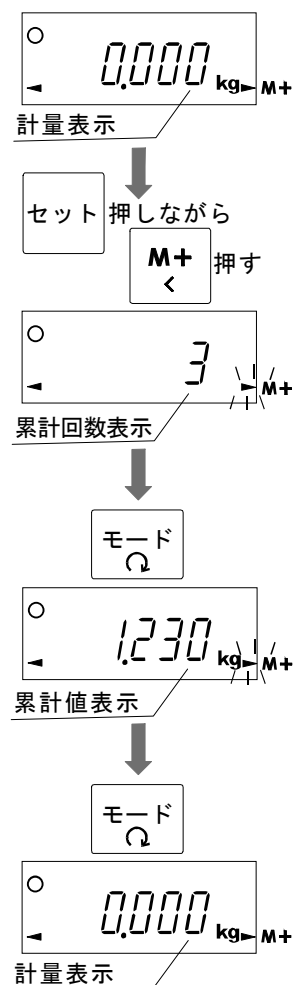 0.000 kg M+
計量表示
セット 押しながら
M+ 押す
<
3 M+
累計回数表示
モード
1.230 kg M+
累計値表示
モード
0.000 kg M+
計量表示